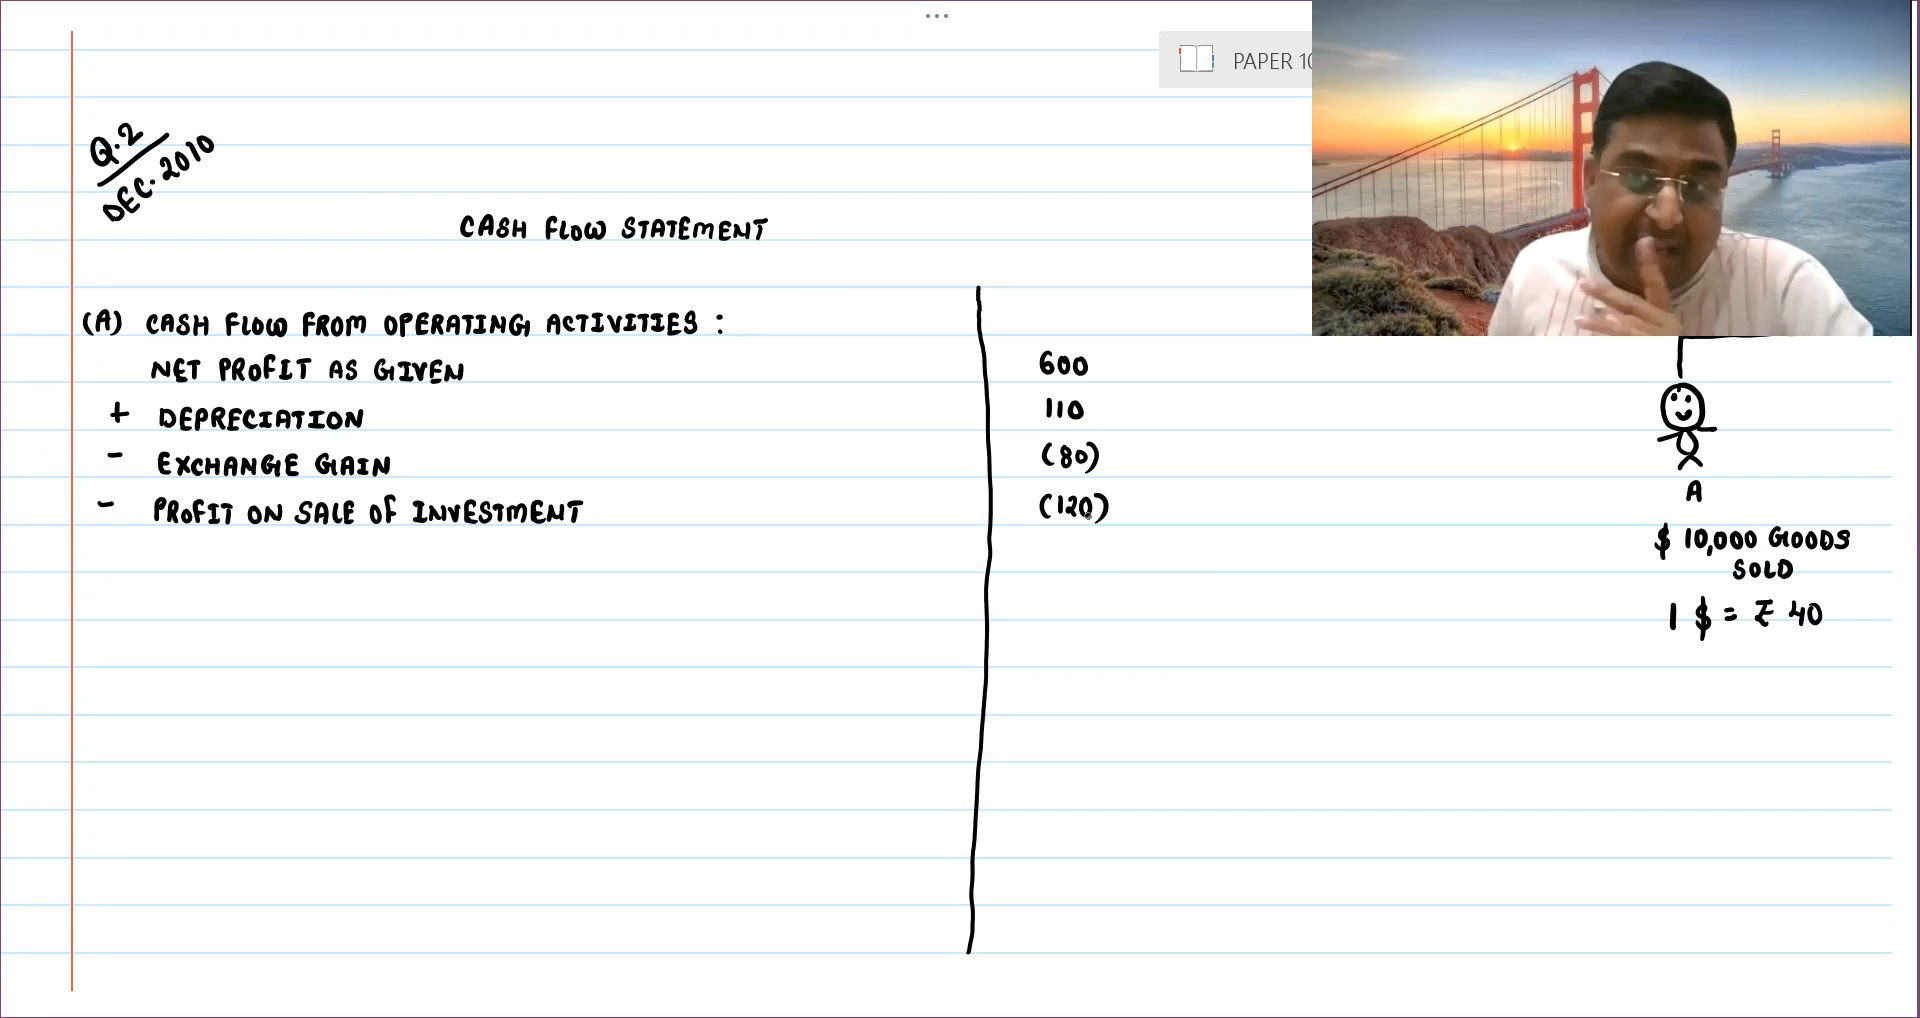 PAPER 10
Q.2
DEC. 2010
CASH FLOW STATEMENT
(A) CASH FLOW FROM OPERATING ACTIVITIES :
NET PROFIT AS GIVEN 600
+ DEPRECIATION 110
- EXCHANGE GAIN (80)
- PROFIT ON SALE OF INVESTMENT (120)
A
$ 10,000 GOODS
SOLD
1 $ = ₹ 40